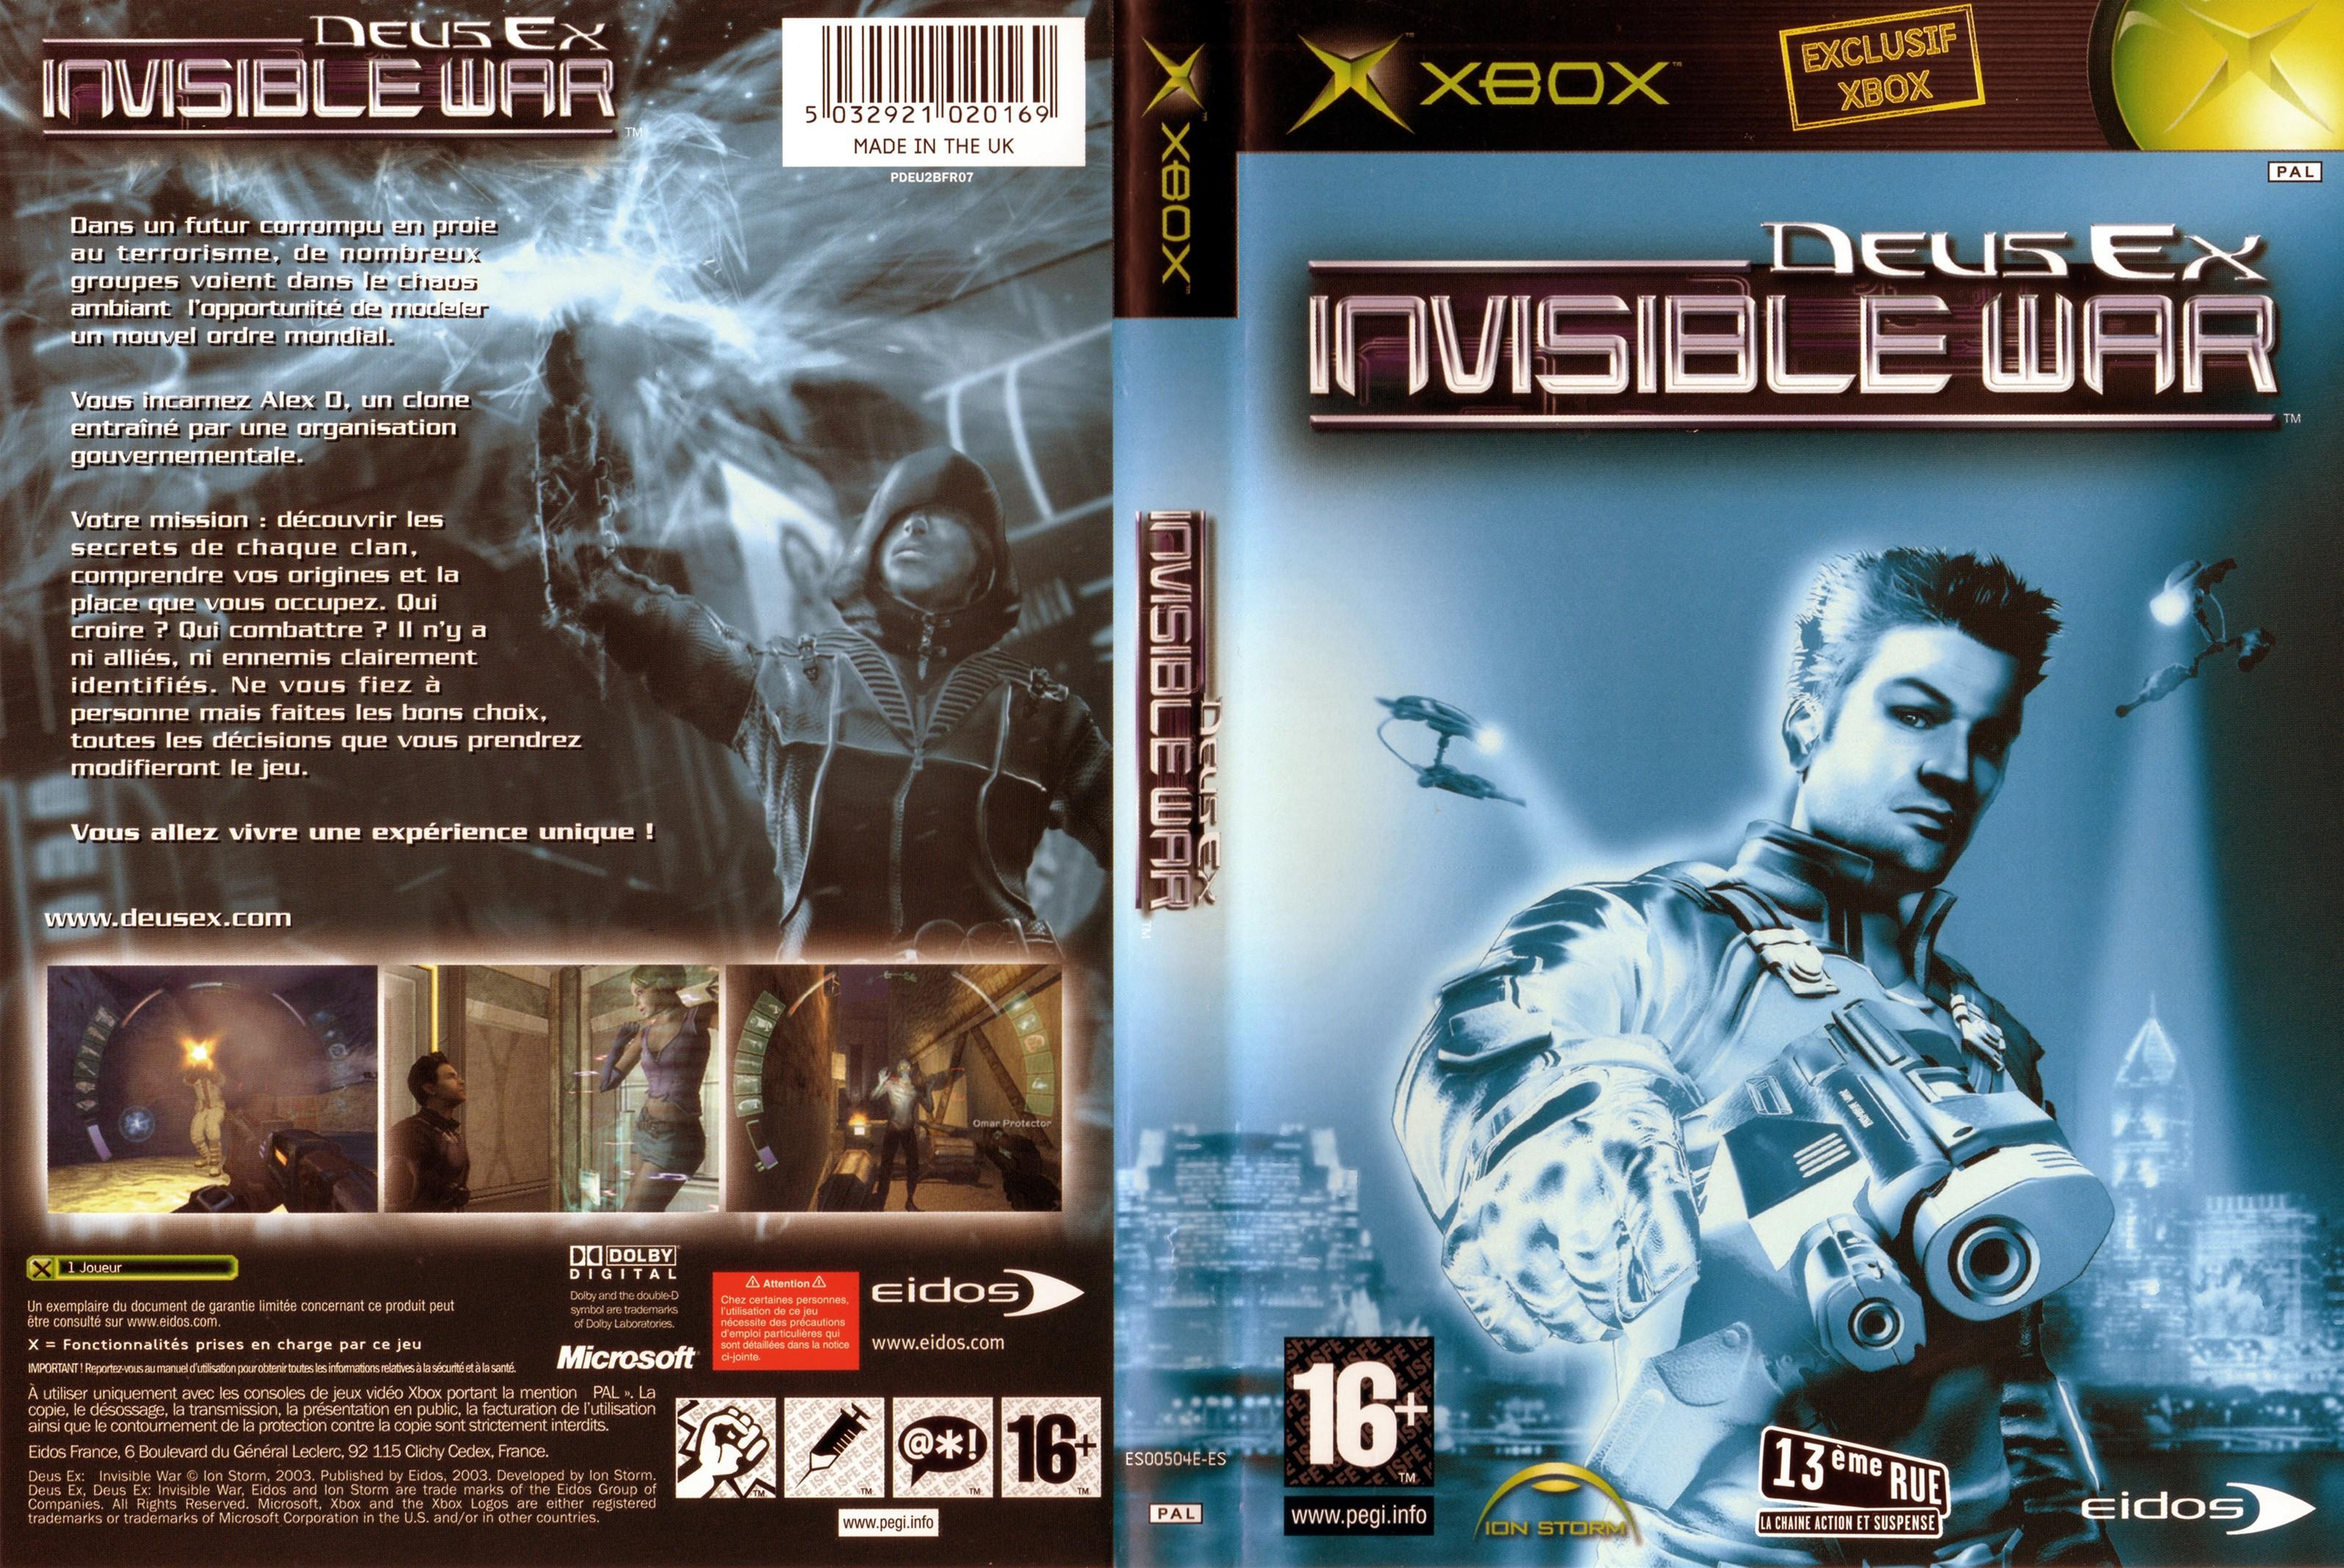 DEUS EX
INVISIBLE WAR
TM
5 032921 020169
MADE IN THE UK
PDEU2BFR07
Dans un futur corrompu en proie
au terrorisme, de nombreux
groupes voient dans le chaos
ambiant l'opportunité de modeler
un nouvel ordre mondial.
Vous incarnez Alex D, un clone
entraîné par une organisation
gouvernementale.
Votre mission : découvrir les
secrets de chaque clan,
comprendre vos origines et la
place que vous occupez. Qui
croire ? Qui combattre ? Il n'y a
ni alliés, ni ennemis clairement
identifiés. Ne vous fiez à
personne mais faites les bons choix,
toutes les décisions que vous prendrez
modifieront le jeu.
Vous allez vivre une expérience unique !
www.deusex.com
Omar Protector
1 Joueur
Un exemplaire du document de garantie limitée concernant ce produit peut
être consulté sur www.eidos.com.
X = Fonctionnalités prises en charge par ce jeu
IMPORTANT ! Reportez-vous au manuel d'utilisation pour obtenir toutes les informations relatives à la sécurité et à la santé.
À utiliser uniquement avec les consoles de jeux vidéo Xbox portant la mention PAL ». La
copie, le désossage, la transmission, la présentation en public, la facturation de l'utilisation
ainsi que le contournement de la protection contre la copie sont strictement interdits.
Eidos France, 6 Boulevard du Général Leclerc, 92 115 Clichy Cedex, France.
Deus Ex: Invisible War © Ion Storm, 2003. Published by Eidos, 2003. Developed by Ion Storm.
Deus Ex, Deus Ex: Invisible War, Eidos and Ion Storm are trade marks of the Eidos Group of
Companies. All Rights Reserved. Microsoft, Xbox and the Xbox Logos are either registered
trademarks or trademarks of Microsoft Corporation in the U.S. and/or in other countries.
DOLBY
DIGITAL
Dolby and the double-D
symbol are trademarks
of Dolby Laboratories.
Microsoft
Attention
Chez certaines personnes,
l'utilisation de ce jeu
nécessite des précautions
d'emploi particulières qui
sont détaillées dans la notice
ci-jointe.
eidos
www.eidos.com
@*!
16+
TM
TM
TM
TM
www.pegi.info
XBOX
INVISIBLE WAR
DEUS EX
TM
ES00504E-ES
PAL
XBOX
EXCLUSIF
XBOX
PAL
DEUS EX
INVISIBLE WAR
TM
16+
TM
www.pegi.info
ION STORM
13ème RUE
LA CHAINE ACTION ET SUSPENSE
eidos